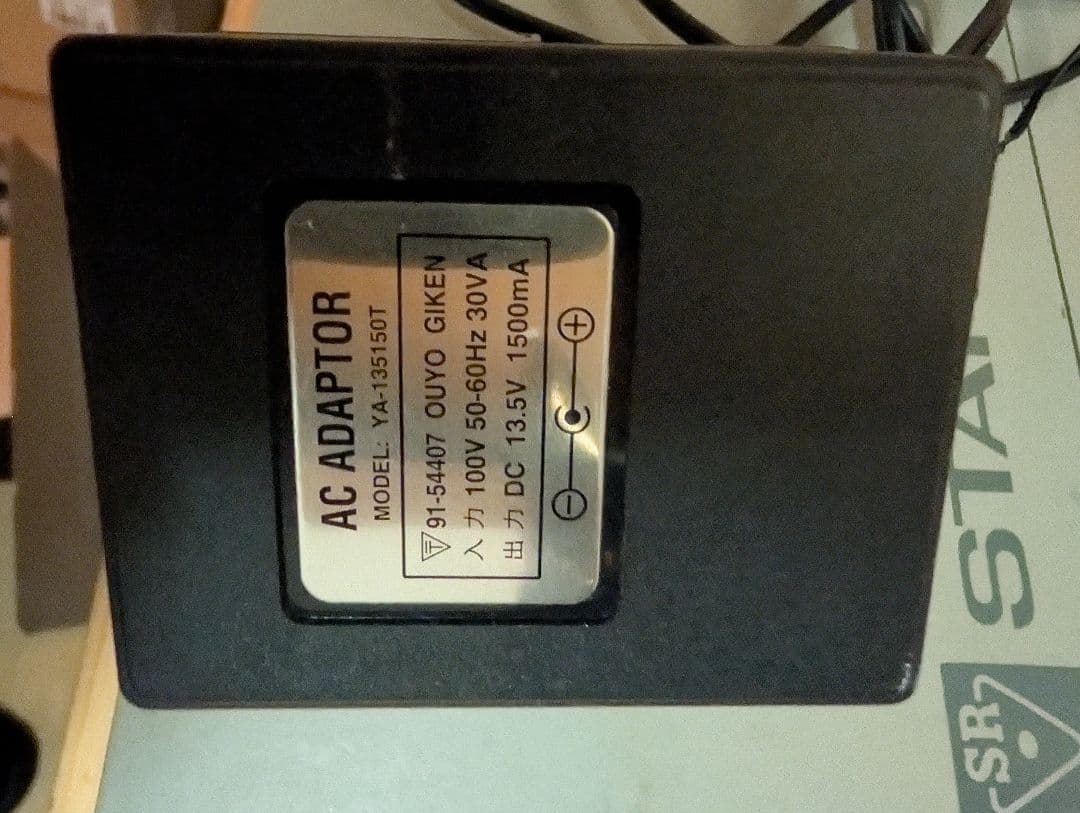 AC ADAPTOR
MODEL: YA-135150T
91-54407 OUYO GIKEN
入力 100V 50-60Hz 30VA
出力 DC 13.5V 1500mA
SR